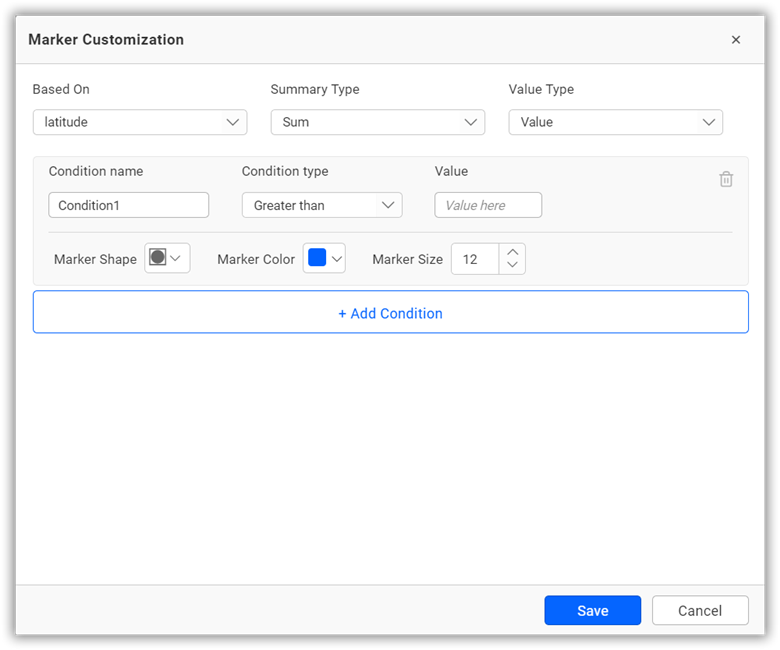 Marker Customization
Based On Summary Type Value Type
latitude Sum Value
Condition name Condition type Value
Condition1 Greater than Value here
Marker Shape Marker Color Marker Size 12
+ Add Condition
Save Cancel